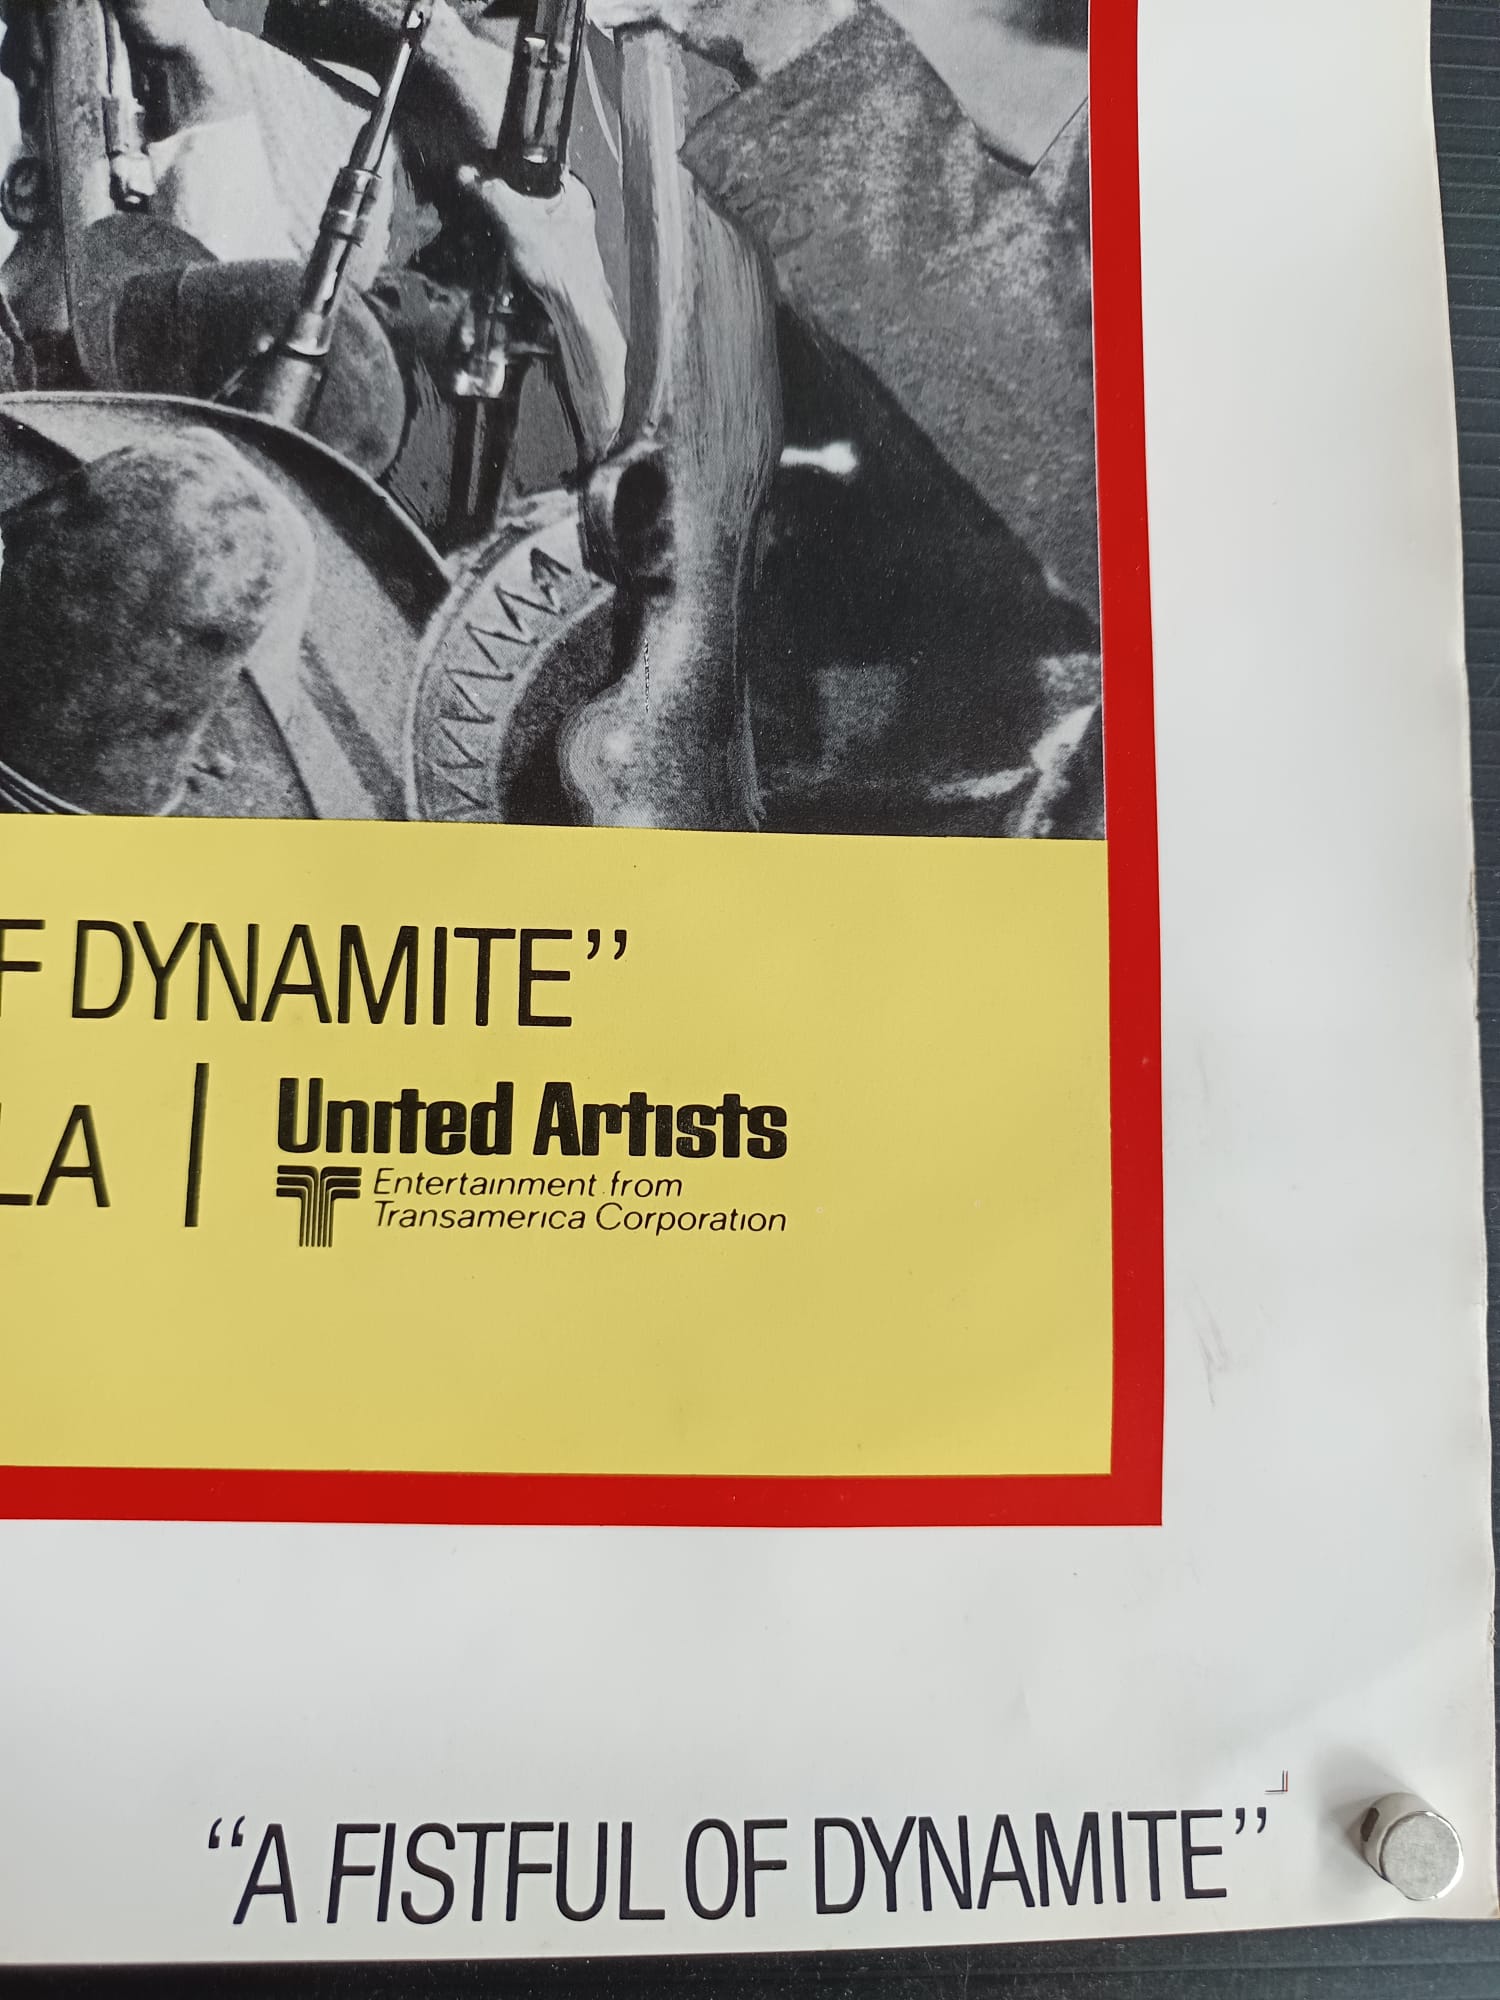 F DYNAMITE”
LA | United Artists
Entertainment from
Transamerica Corporation
“A FISTFUL OF DYNAMITE”